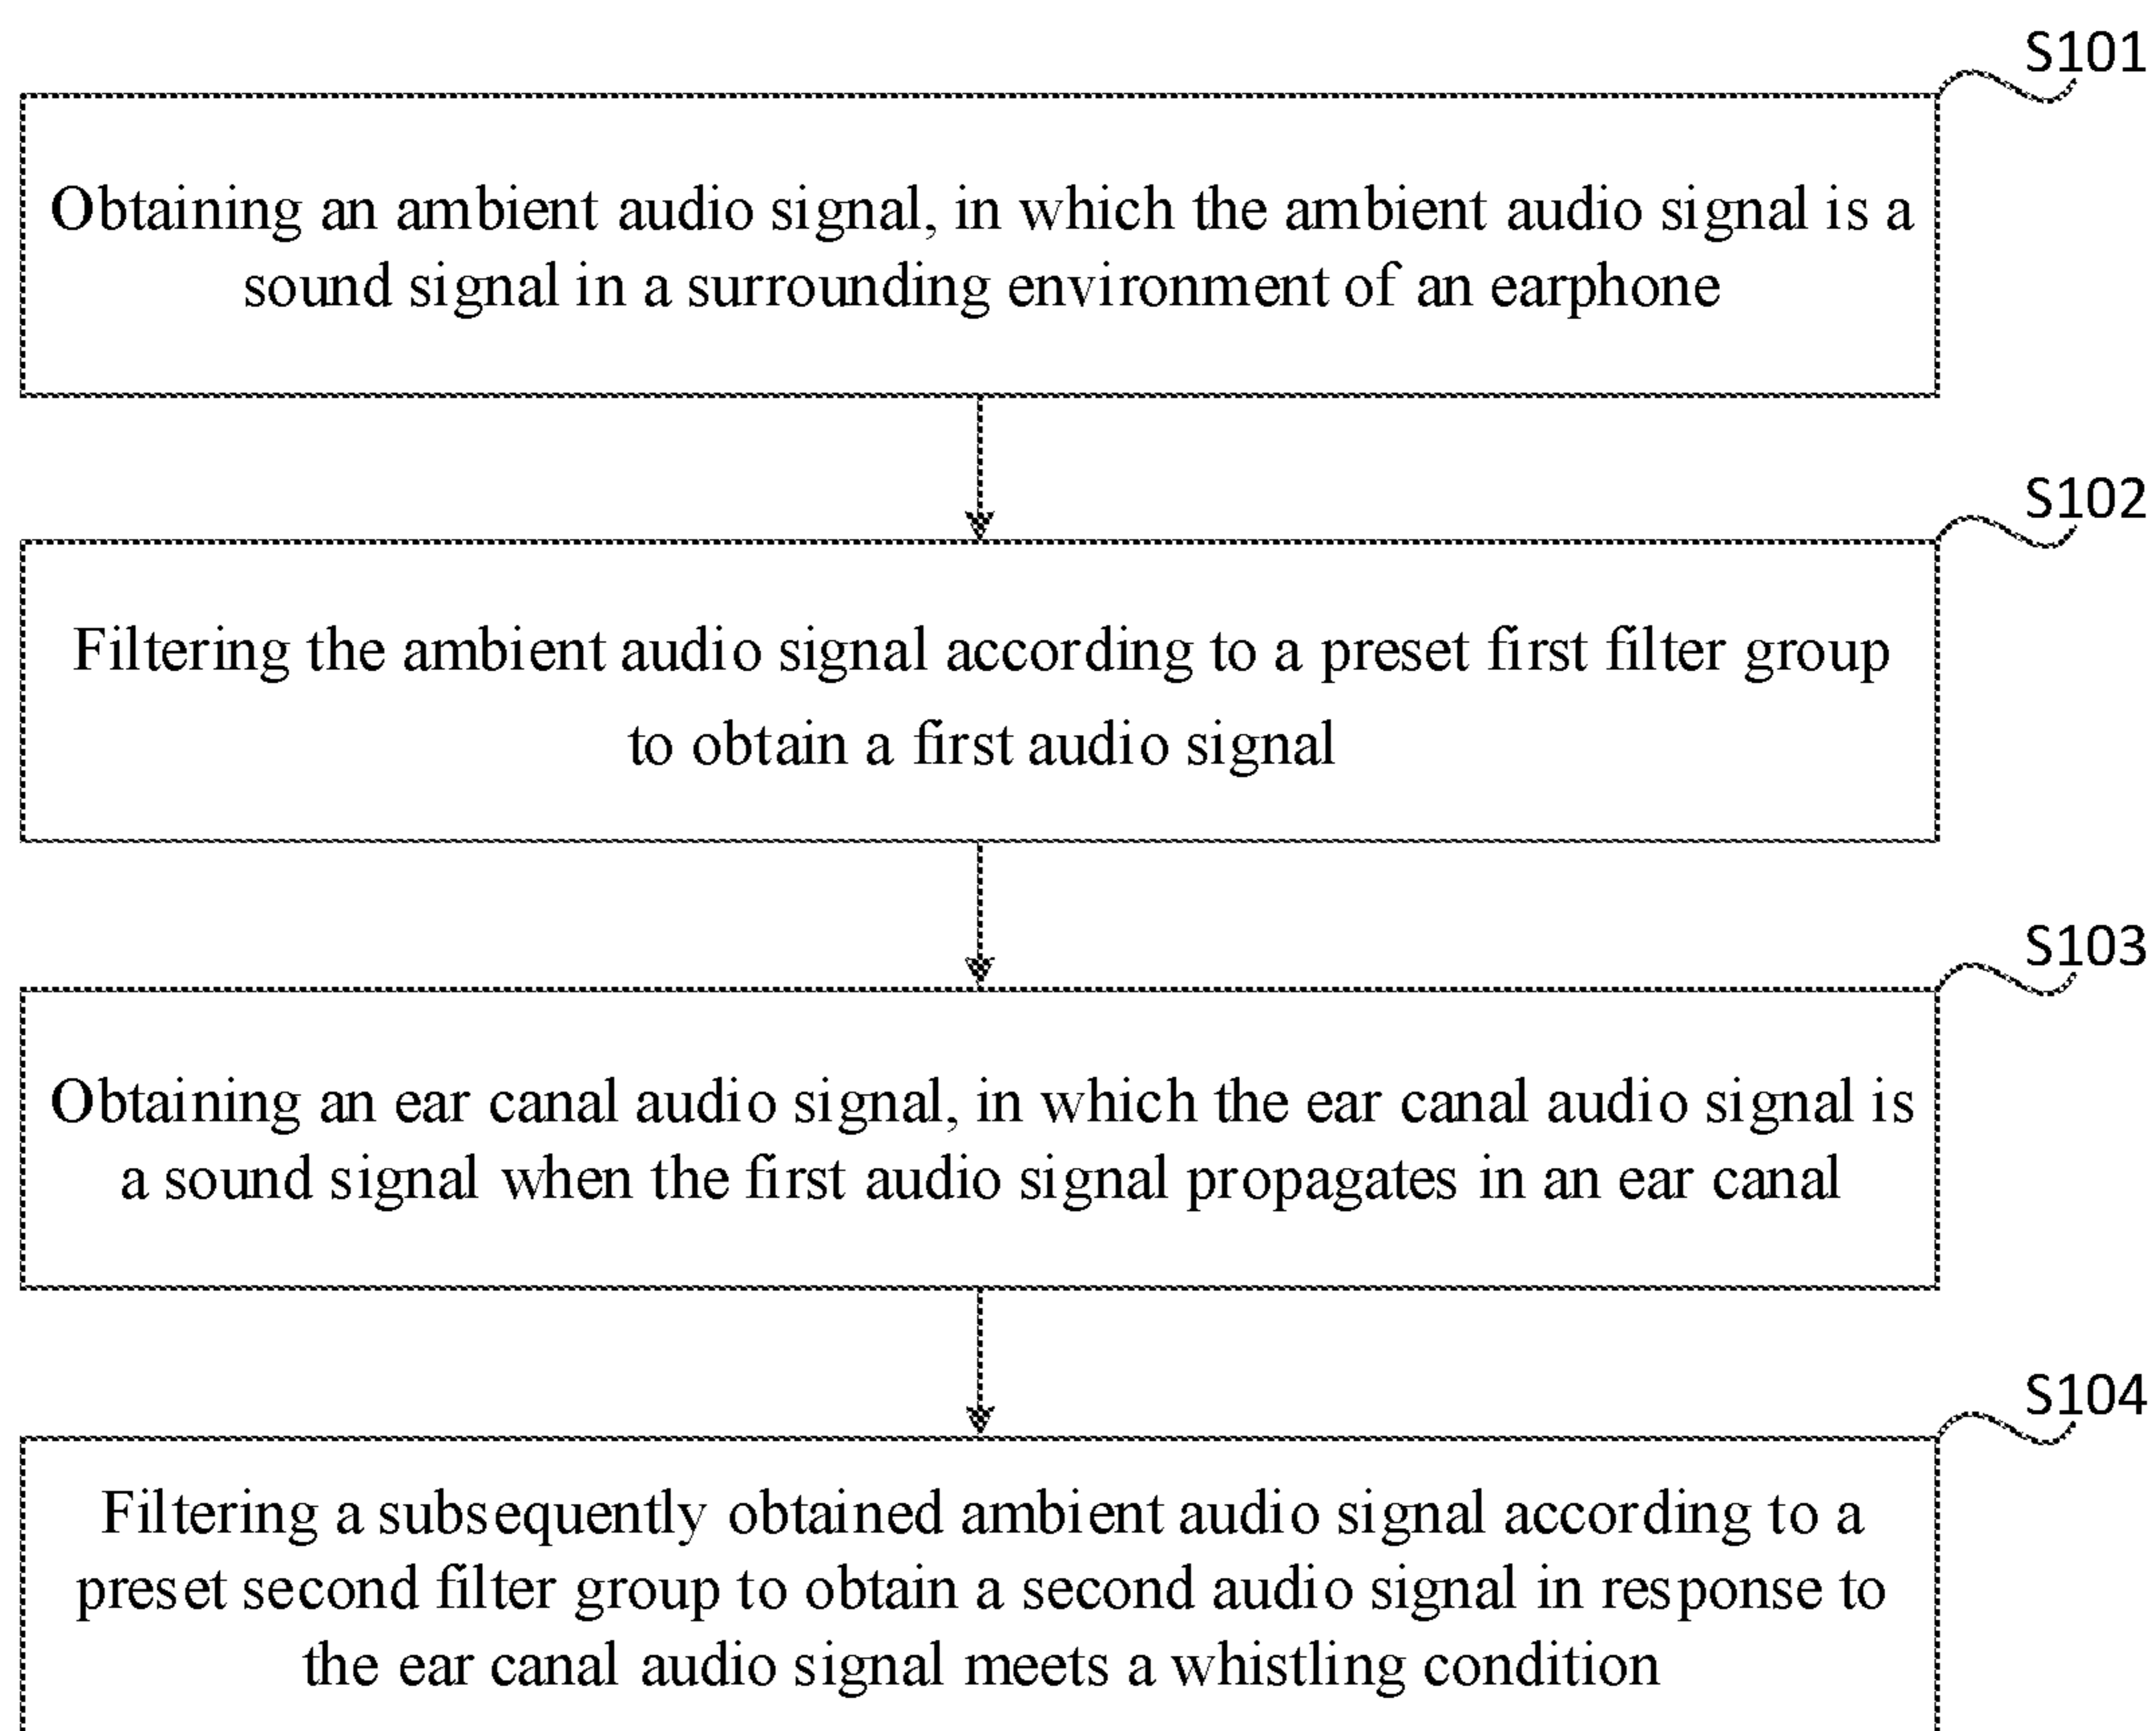 S101
Obtaining an ambient audio signal, in which the ambient audio signal is a
sound signal in a surrounding environment of an earphone
S102
Filtering the ambient audio signal according to a preset first filter group
to obtain a first audio signal
S103
Obtaining an ear canal audio signal, in which the ear canal audio signal is
a sound signal when the first audio signal propagates in an ear canal
S104
Filtering a subsequently obtained ambient audio signal according to a
preset second filter group to obtain a second audio signal in response to
the ear canal audio signal meets a whistling condition